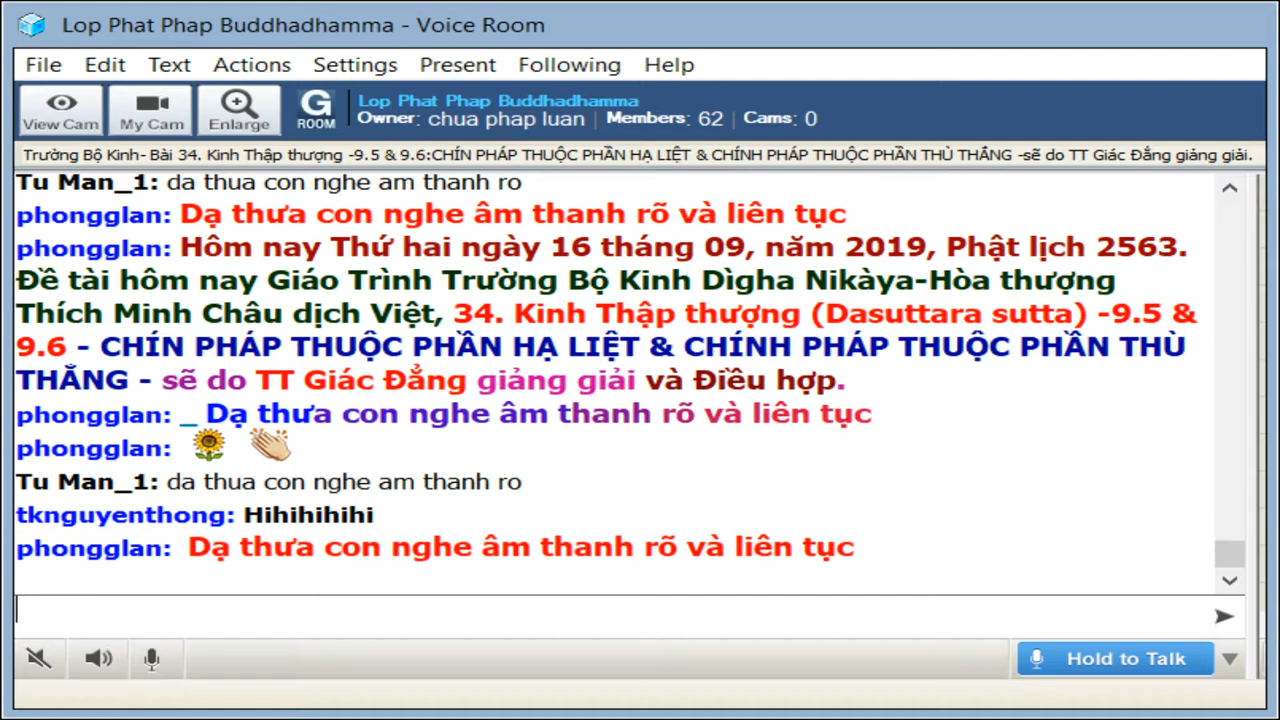 Lop Phat Phap Buddhadhamma - Voice Room
File Edit Text Actions Settings Present Following Help
View Cam My Cam Enlarge G ROOM Lop Phat Phap Buddhadhamma
Owner: chua phap luan | Members: 62 | Cams: 0
Trường Bộ Kinh- Bài 34. Kinh Thập thượng -9.5 & 9.6:CHÍN PHÁP THUỘC PHẦN HẠ LIỆT & CHÍNH PHÁP THUỘC PHẦN THÙ THẮNG -sẽ do TT Giác Đẳng giảng giải.
Tu Man_1: da thua con nghe am thanh ro
phongglan: Dạ thưa con nghe âm thanh rõ và liên tục
phongglan: Hôm nay Thứ hai ngày 16 tháng 09, năm 2019, Phật lịch 2563.
Đề tài hôm nay Giáo Trình Trường Bộ Kinh Dìgha Nikàya-Hòa thượng
Thích Minh Châu dịch Việt, 34. Kinh Thập thượng (Dasuttara sutta) -9.5 &
9.6 - CHÍN PHÁP THUỘC PHẦN HẠ LIỆT & CHÍNH PHÁP THUỘC PHẦN THÙ
THẮNG - sẽ do TT Giác Đẳng giảng giải và Điều hợp.
phongglan: _ Dạ thưa con nghe âm thanh rõ và liên tục
phongglan:
Tu Man_1: da thua con nghe am thanh ro
tknguyenthong: Hihihihihi
phongglan: Dạ thưa con nghe âm thanh rõ và liên tục
Hold to Talk